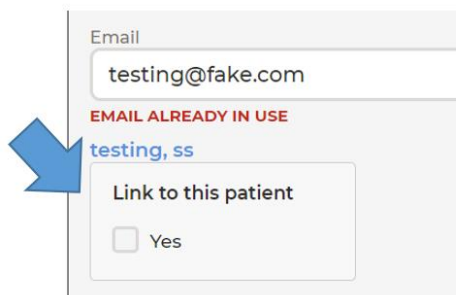 Email
testing@fake.com
EMAIL ALREADY IN USE
testing, ss
Link to this patient
Yes